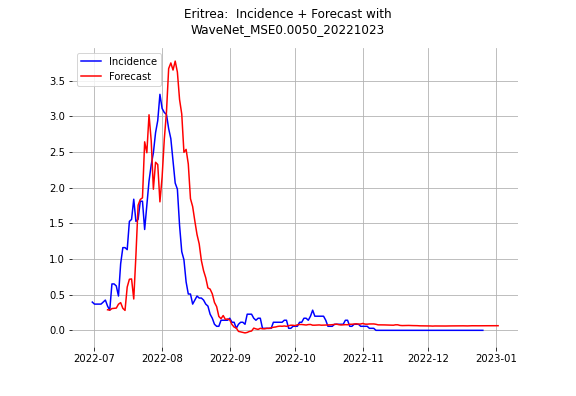 Eritrea:  Incidence + Forecast with
WaveNet_MSE0.0050_20221023
Incidence
Forecast
3.5
3.0
2.5
2.0
1.5
1.0
0.5
0.0
2022-07 2022-08 2022-09 2022-10 2022-11 2022-12 2023-01